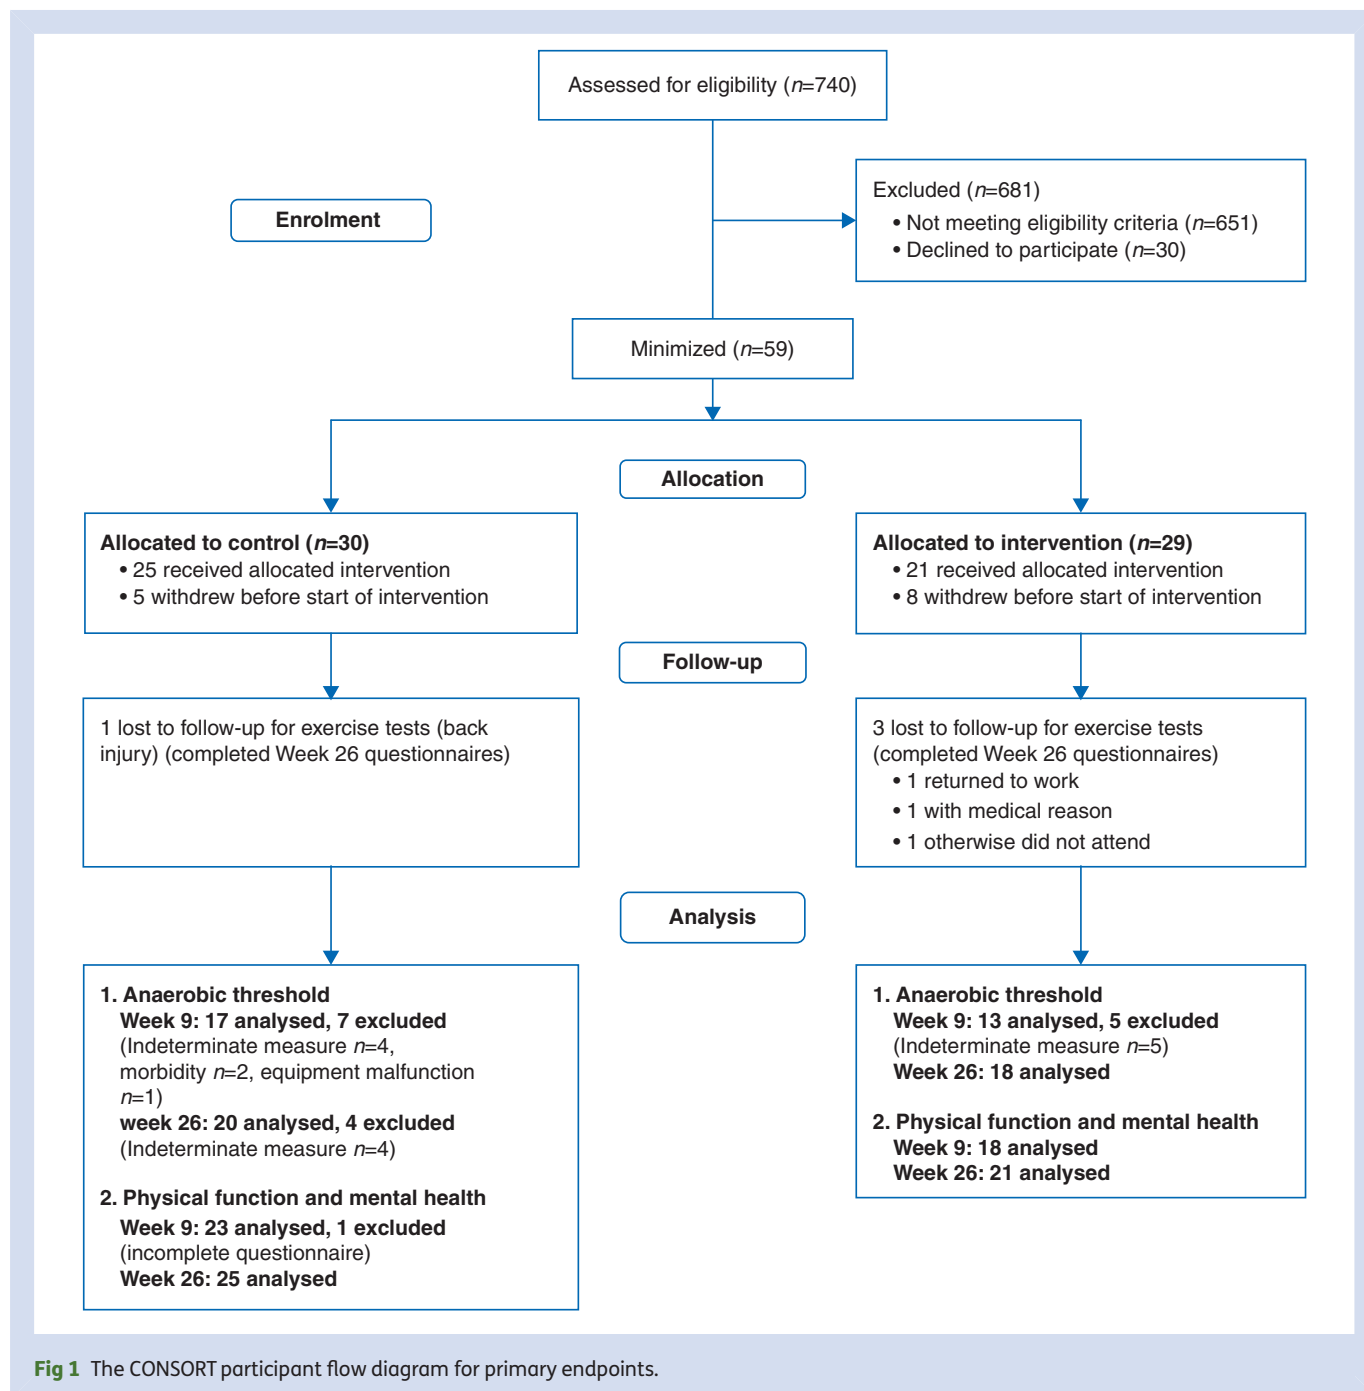 Assessed for eligibility (n=740)
Excluded (n=681)
• Not meeting eligibility criteria (n=651)
• Declined to participate (n=30)
Enrolment
Minimized (n=59)
Allocation
Allocated to control (n=30)
• 25 received allocated intervention
• 5 withdrew before start of intervention
Allocated to intervention (n=29)
• 21 received allocated intervention
• 8 withdrew before start of intervention
Follow-up
1 lost to follow-up for exercise tests (back
injury) (completed Week 26 questionnaires)
3 lost to follow-up for exercise tests
(completed Week 26 questionnaires)
• 1 returned to work
• 1 with medical reason
• 1 otherwise did not attend
Analysis
1. Anaerobic threshold
Week 9: 17 analysed, 7 excluded
(Indeterminate measure n=4,
morbidity n=2, equipment malfunction
n=1)
week 26: 20 analysed, 4 excluded
(Indeterminate measure n=4)
2. Physical function and mental health
Week 9: 23 analysed, 1 excluded
(incomplete questionnaire)
Week 26: 25 analysed
1. Anaerobic threshold
Week 9: 13 analysed, 5 excluded
(Indeterminate measure n=5)
Week 26: 18 analysed
2. Physical function and mental health
Week 9: 18 analysed
Week 26: 21 analysed
Fig 1 The CONSORT participant flow diagram for primary endpoints.